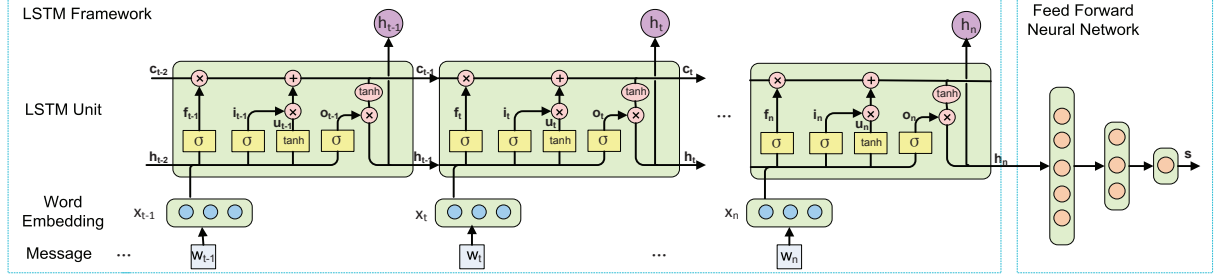 LSTM Framework
h_{t-1} h_t h_n
Feed Forward
Neural Network
c_{t-2} c_{t-1} c_t
tanh tanh tanh
LSTM Unit
f_{t-1} i_{t-1} u_{t-1} o_{t-1} f_t i_t u_t o_t ... f_n i_n u_n o_n
σ σ tanh σ σ σ tanh σ σ σ tanh σ
h_{t-2} h_{t-1} h_t h_n s
Word
Embedding
x_{t-1} x_t x_n
Message ... w_{t-1} w_t ... w_n
...